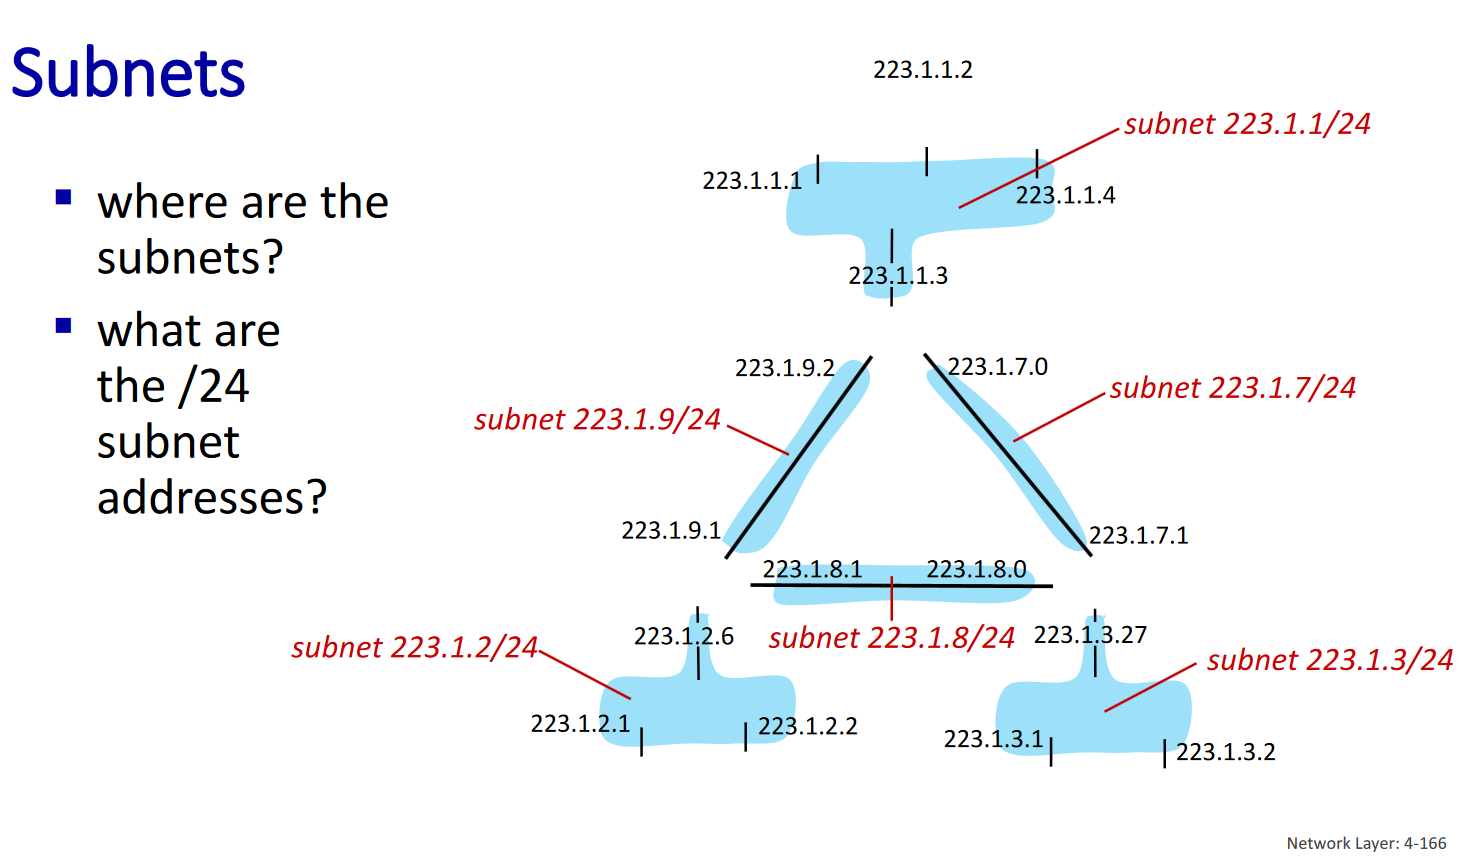 Subnets
▪ where are the
subnets?
▪ what are
the /24
subnet
addresses?
223.1.1.2
subnet 223.1.1/24
223.1.1.1
223.1.1.4
223.1.1.3
223.1.9.2
223.1.7.0
subnet 223.1.9/24
subnet 223.1.7/24
223.1.9.1
223.1.7.1
223.1.8.1
223.1.8.0
subnet 223.1.8/24
223.1.2.6
223.1.3.27
subnet 223.1.2/24
subnet 223.1.3/24
223.1.2.1
223.1.2.2
223.1.3.1
223.1.3.2
Network Layer: 4-166